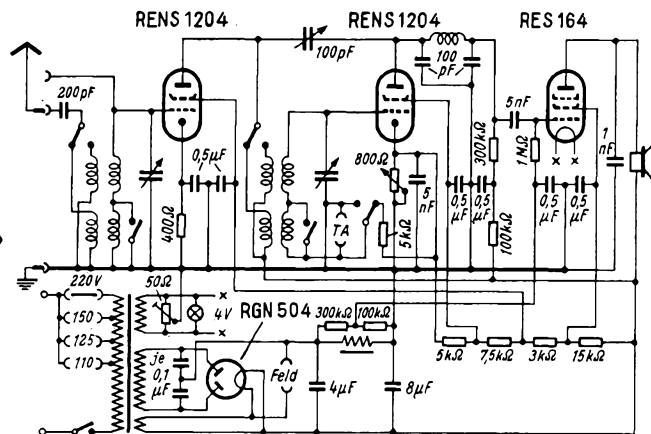 RENS 1204
RENS 1204
RES 164
100pF
100
pF
200pF
5nF
0,5µF
300kΩ
1MΩ
1
nF
800Ω
5
nF
400Ω
TA
5kΩ
0,5
µF
0,5
µF
0,5
µF
0,5
µF
100kΩ
× ×
220V
150
125
110
50Ω
4V
×
×
RGN 504
300kΩ
100kΩ
je
0,1
µF
Feld
4µF
8µF
5kΩ
7,5kΩ
3kΩ
15kΩ